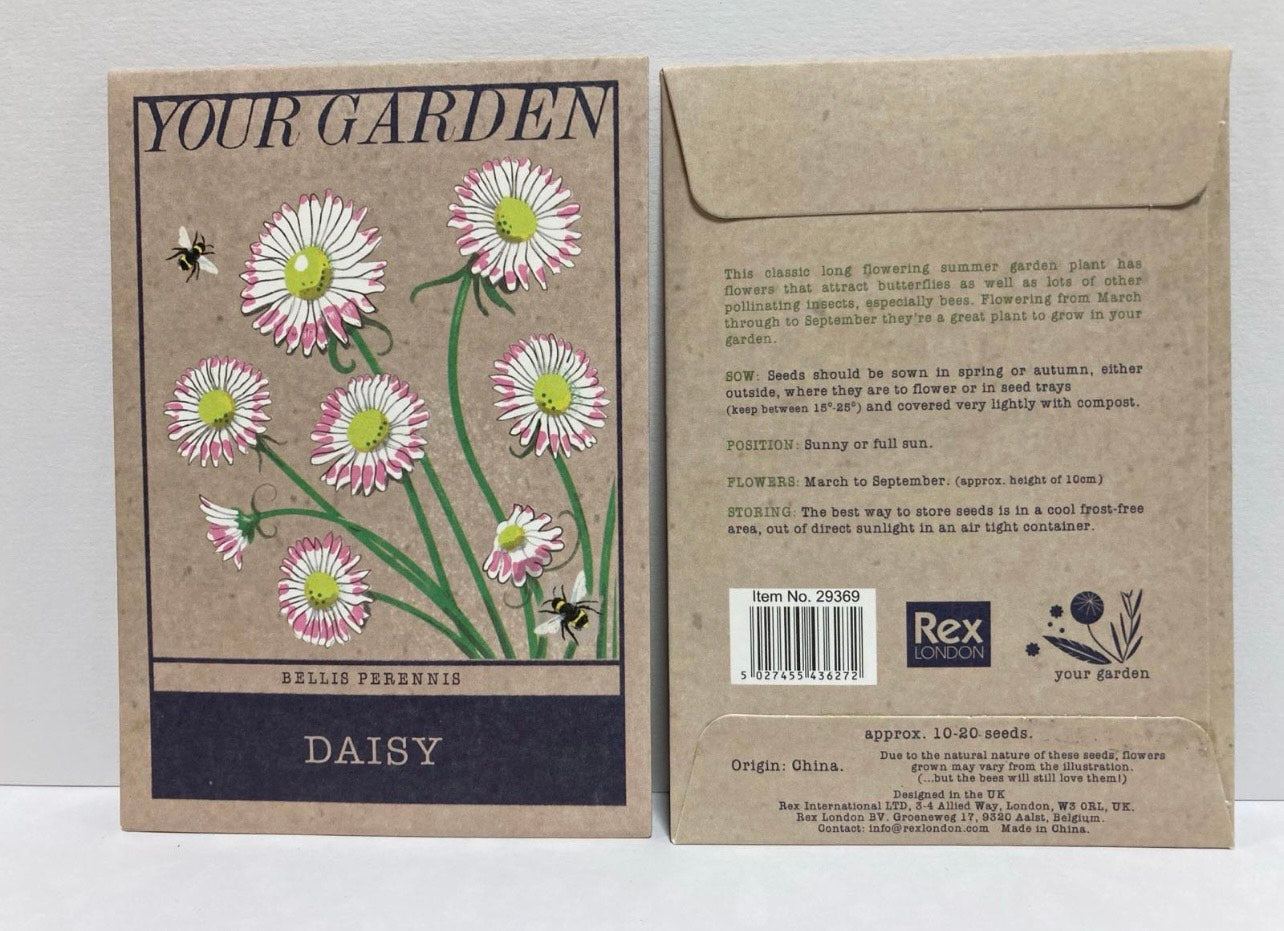 YOUR GARDEN
BELLIS PERENNIS
DAISY
This classic long flowering summer garden plant has
flowers that attract butterflies as well as lots of other
pollinating insects, especially bees. Flowering from March
through to September they're a great plant to grow in your
garden.
SOW: Seeds should be sown in spring or autumn, either
outside, where they are to flower or in seed trays
(keep between 15°-25°) and covered very lightly with compost.
POSITION: Sunny or full sun.
FLOWERS: March to September. (approx. height of 10cm)
STORING: The best way to store seeds is in a cool frost-free
area, out of direct sunlight in an air tight container.
Item No. 29369
5 027455 436272
Rex
LONDON
your garden
approx. 10-20 seeds.
Origin: China.
Due to the natural nature of these seeds, flowers
grown may vary from the illustration.
(...but the bees will still love them!)
Designed in the UK
Rex International LTD, 3-4 Allied Way, London, W3 0RL, UK.
Rex London BV. Groeneweg 17, 9320 Aalst, Belgium.
Contact: info@rexlondon.com Made in China.